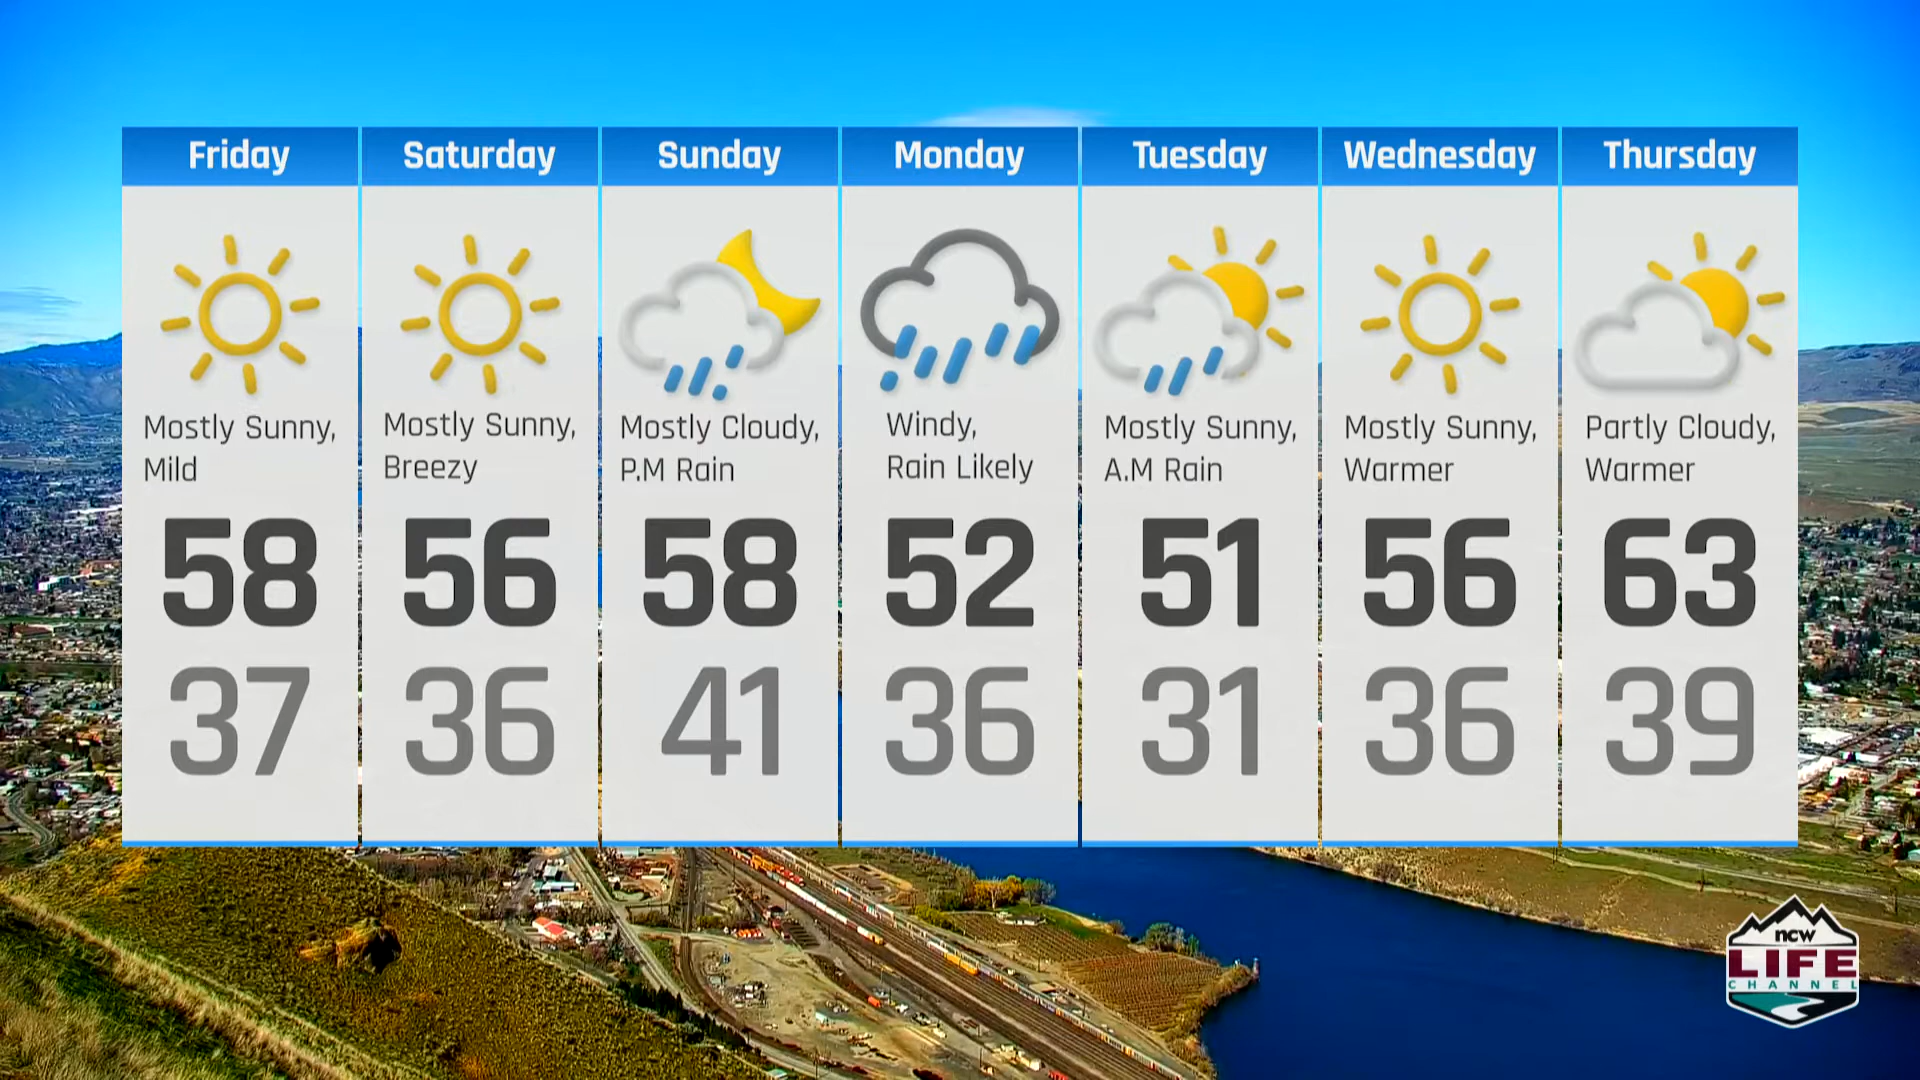 Friday
Saturday
Sunday
Monday
Tuesday
Wednesday
Thursday
Mostly Sunny,
Mild
Mostly Sunny,
Breezy
Mostly Cloudy,
P.M Rain
Windy,
Rain Likely
Mostly Sunny,
A.M Rain
Mostly Sunny,
Warmer
Partly Cloudy,
Warmer
58
56
58
52
51
56
63
37
36
41
36
31
36
39
ncw
LIFE
CHANNEL